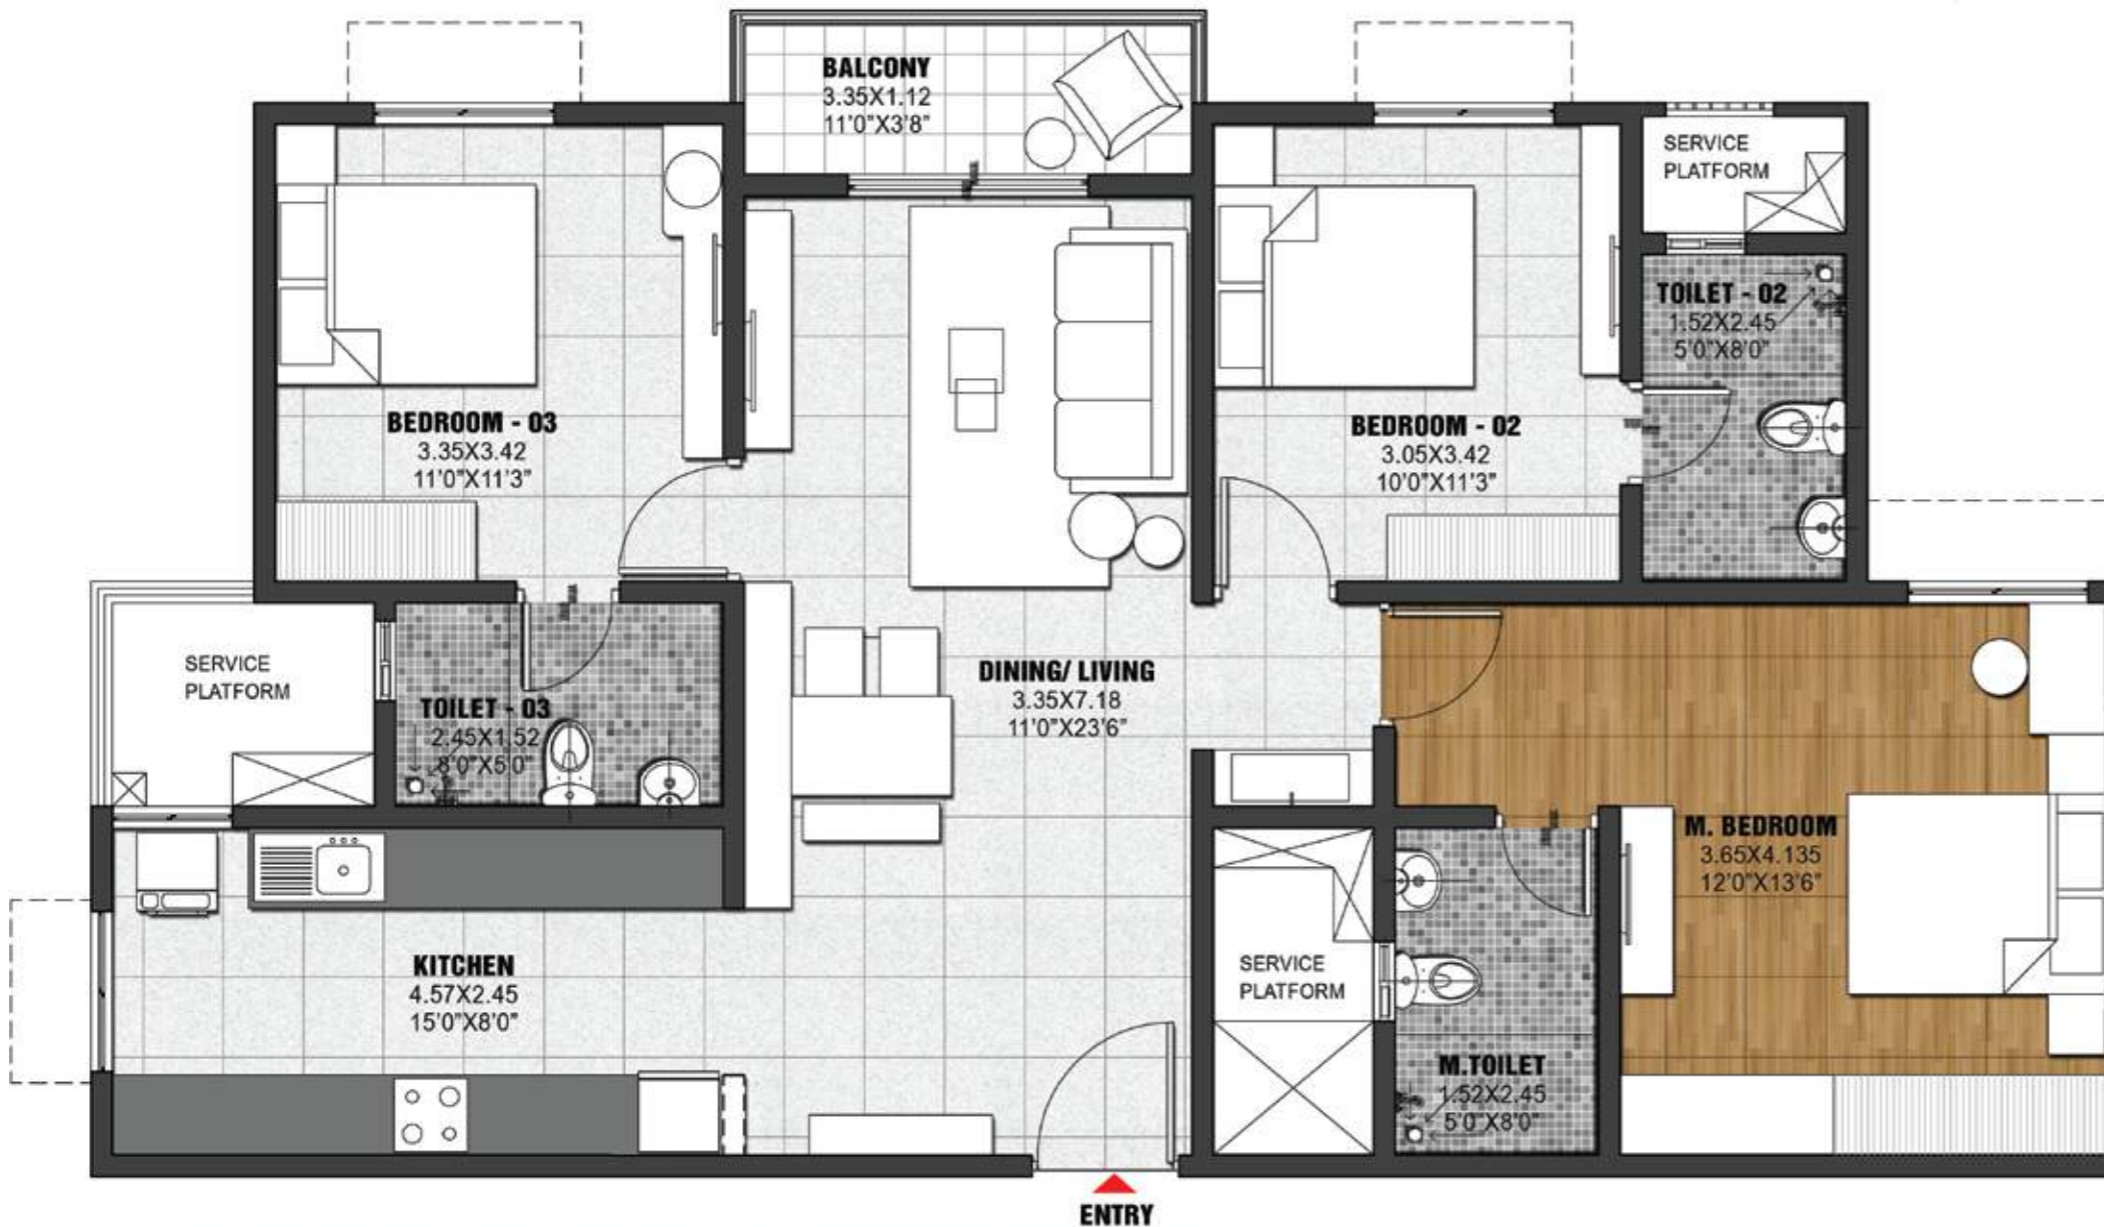 BALCONY
3.35X1.12
11'0"X3'8"
SERVICE
PLATFORM
TOILET - 02
1.52X2.45
5'0"X8'0"
BEDROOM - 03
3.35X3.42
11'0"X11'3"
BEDROOM - 02
3.05X3.42
10'0"X11'3"
SERVICE
PLATFORM
TOILET - 03
2.45X1.52
8'0"X5'0"
DINING/ LIVING
3.35X7.18
11'0"X23'6"
M. BEDROOM
3.65X4.135
12'0"X13'6"
KITCHEN
4.57X2.45
15'0"X8'0"
SERVICE
PLATFORM
M.TOILET
1.52X2.45
5'0"X8'0"
ENTRY